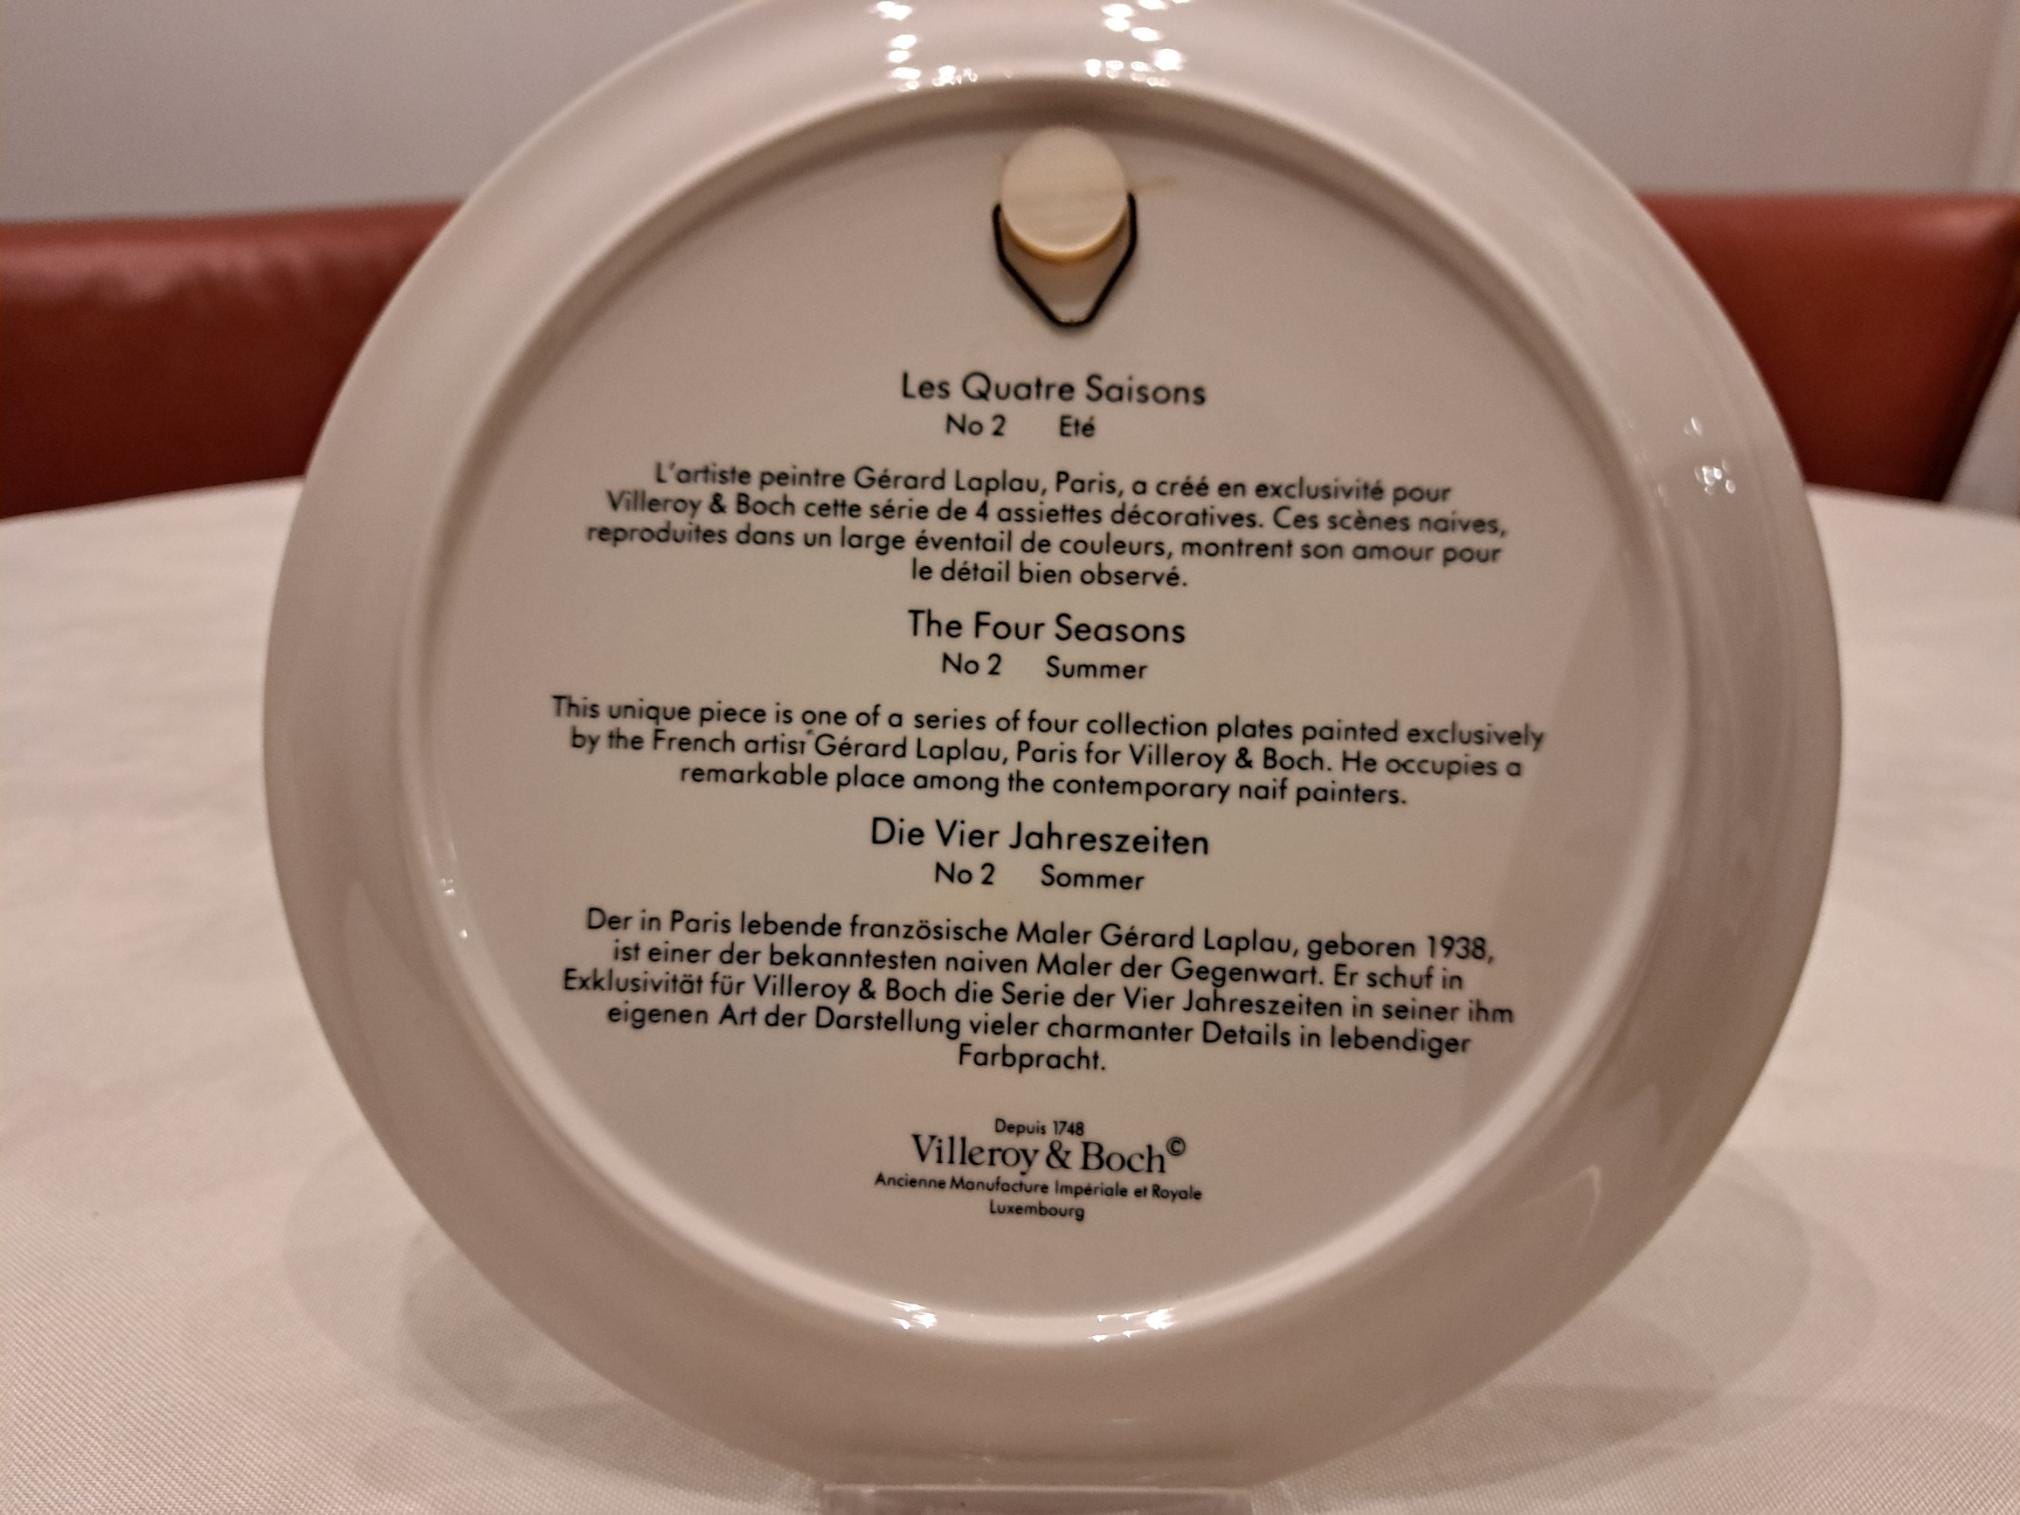 Les Quatre Saisons
No 2 Eté
L'artiste peintre Gérard Laplau, Paris, a créé en exclusivité pour
Villeroy & Boch cette série de 4 assiettes décoratives. Ces scènes naives,
reproduites dans un large éventail de couleurs, montrent son amour pour
le détail bien observé.
The Four Seasons
No 2 Summer
This unique piece is one of a series of four collection plates painted exclusively
by the French artist Gérard Laplau, Paris for Villeroy & Boch. He occupies a
remarkable place among the contemporary naif painters.
Die Vier Jahreszeiten
No 2 Sommer
Der in Paris lebende französische Maler Gérard Laplau, geboren 1938,
ist einer der bekanntesten naiven Maler der Gegenwart. Er schuf in
Exklusivität für Villeroy & Boch die Serie der Vier Jahreszeiten in seiner ihm
eigenen Art der Darstellung vieler charmanter Details in lebendiger
Farbpracht.
Depuis 1748
Villeroy & Boch©
Ancienne Manufacture Impériale et Royale
Luxembourg